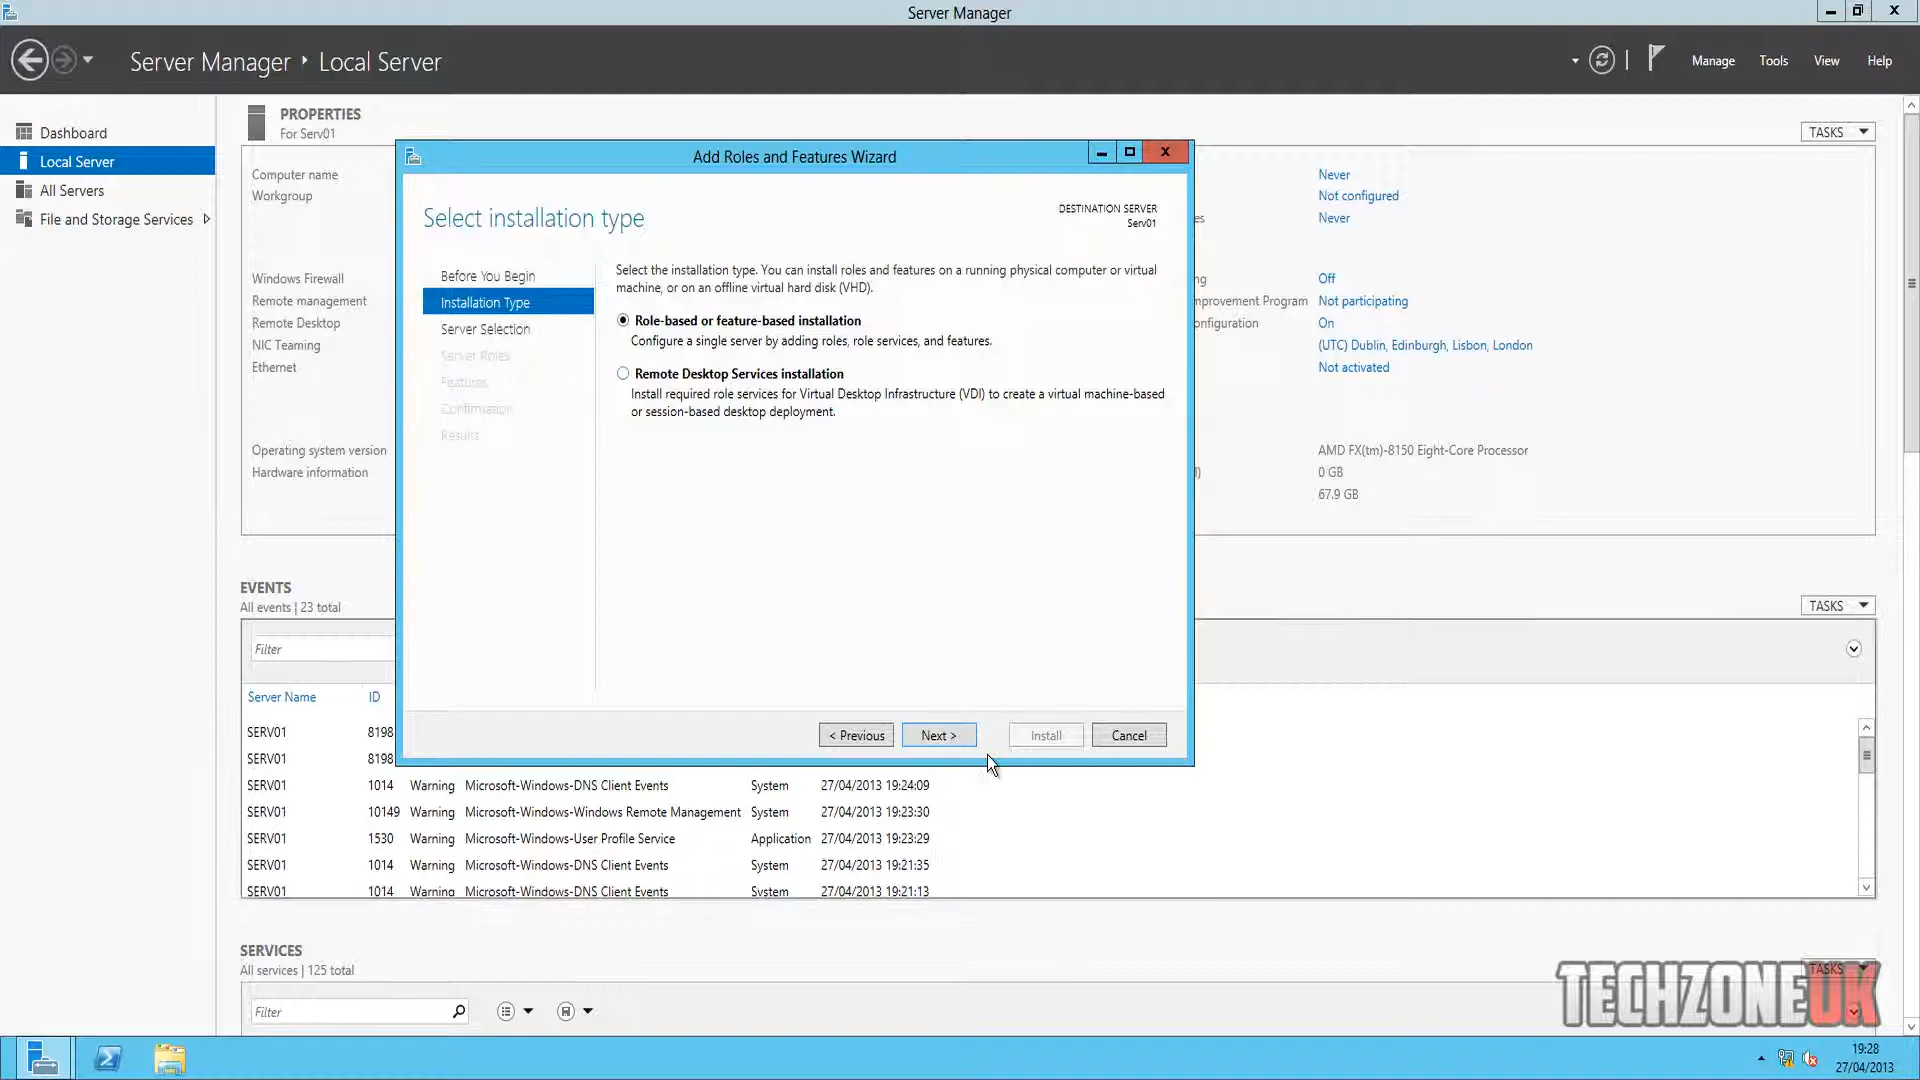 Server Manager
Server Manager ‣ Local Server
Manage
Tools
View
Help
Dashboard
Local Server
All Servers
File and Storage Services
PROPERTIES
For Serv01
TASKS
Computer name
Workgroup
Never
Not configured
es
Never
Windows Firewall
Remote management
Remote Desktop
NIC Teaming
Ethernet
ng
Off
mprovement Program
Not participating
onfiguration
On
(UTC) Dublin, Edinburgh, Lisbon, London
Not activated
Operating system version
Hardware information
AMD FX(tm)-8150 Eight-Core Processor
0 GB
67.9 GB
Add Roles and Features Wizard
Select installation type
DESTINATION SERVER
Serv01
Before You Begin
Installation Type
Server Selection
Server Roles
Features
Confirmation
Results
Select the installation type. You can install roles and features on a running physical computer or virtual
machine, or on an offline virtual hard disk (VHD).
Role-based or feature-based installation
Configure a single server by adding roles, role services, and features.
Remote Desktop Services installation
Install required role services for Virtual Desktop Infrastructure (VDI) to create a virtual machine-based
or session-based desktop deployment.
< Previous
Next >
Install
Cancel
EVENTS
All events | 23 total
TASKS
Filter
Server Name ID
SERV01 8198
SERV01 8198
SERV01 1014 Warning Microsoft-Windows-DNS Client Events System 27/04/2013 19:24:09
SERV01 10149 Warning Microsoft-Windows-Windows Remote Management System 27/04/2013 19:23:30
SERV01 1530 Warning Microsoft-Windows-User Profile Service Application 27/04/2013 19:23:29
SERV01 1014 Warning Microsoft-Windows-DNS Client Events System 27/04/2013 19:21:35
SERV01 1014 Warning Microsoft-Windows-DNS Client Events System 27/04/2013 19:21:13
SERVICES
All services | 125 total
TASKS
Filter
TECHZONEUK
19:28
27/04/2013